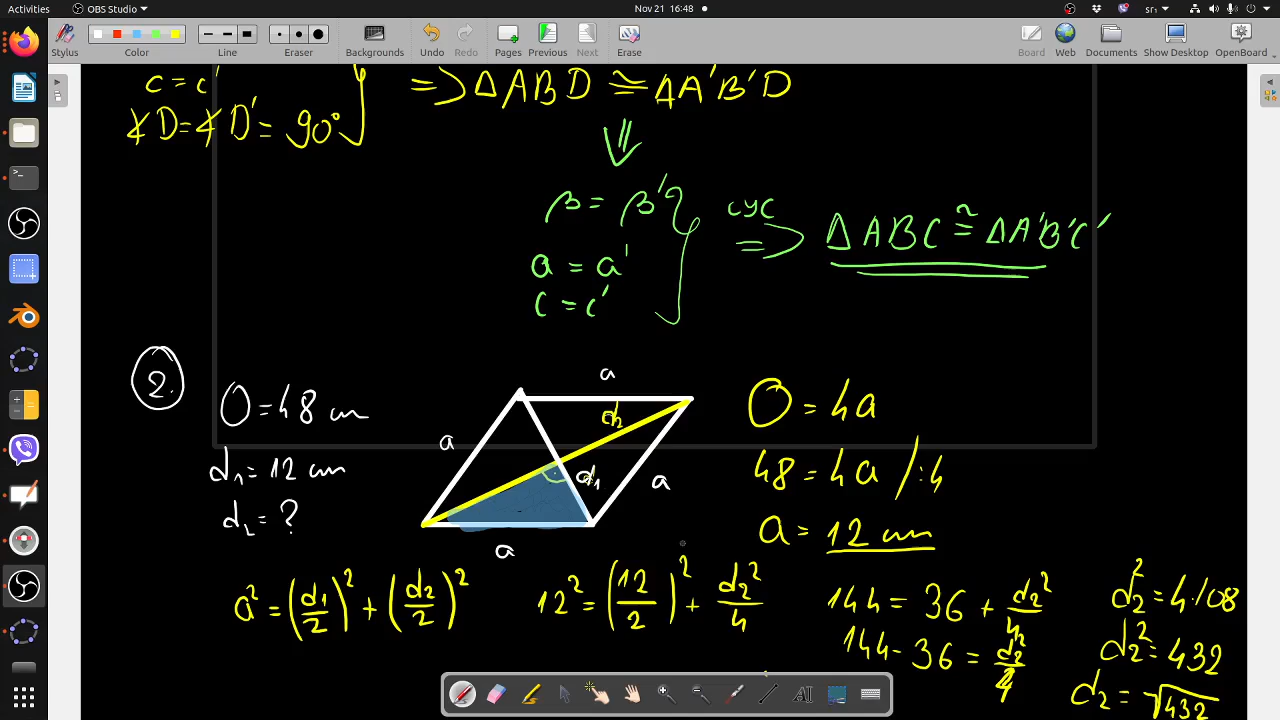 Activities
OBS Studio
Nov 21 16:48
sr₁
Stylus
Color
Line
Eraser
Backgrounds
Undo
Redo
Pages
Previous
Next
Erase
Board
Web
Documents
Show Desktop
OpenBoard
c = c'
∢D = ∢D' = 90°
=> ΔABD ≅ ΔA'B'D
⇓
β = β'
a = a'
c = c'
сус
=> ΔABC ≅ ΔA'B'C'
2.
O = 48 cm
d₁ = 12 cm
d₂ = ?
a
a
d₂
d₁
a
a
O = 4a
48 = 4a /:4
a = 12 cm
a² = (d₁/2)² + (d₂/2)²
12² = (12/2)² + d₂²/4
144 = 36 + d₂²/4
144 - 36 = d₂²/4
d₂² = 4·108
d₂² = 432
d₂ = √432